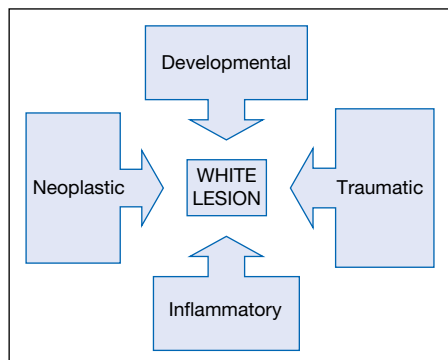 Developmental
Neoplastic
WHITE
LESION
Traumatic
Inflammatory